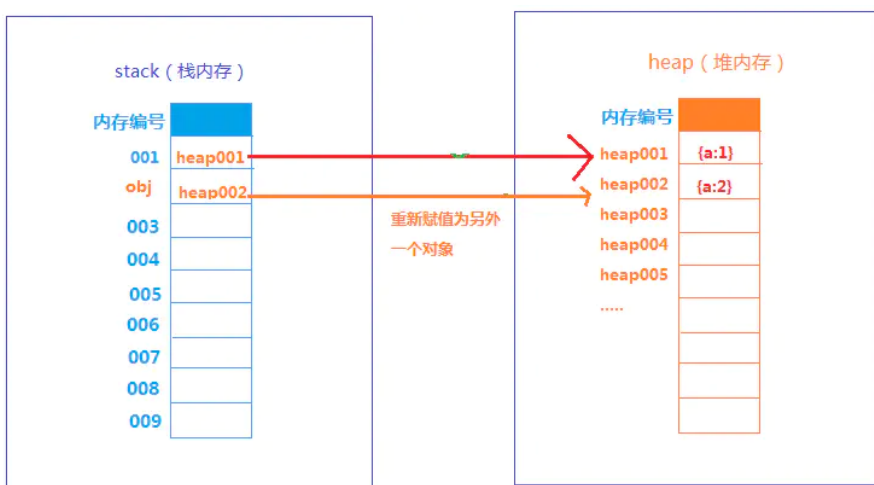 stack（栈内存）
内存编号
001 heap001
obj heap002
003
004
005
006
007
008
009
重新赋值为另外
一个对象
heap（堆内存）
内存编号
heap001 {a:1}
heap002 {a:2}
heap003
heap004
heap005
.....